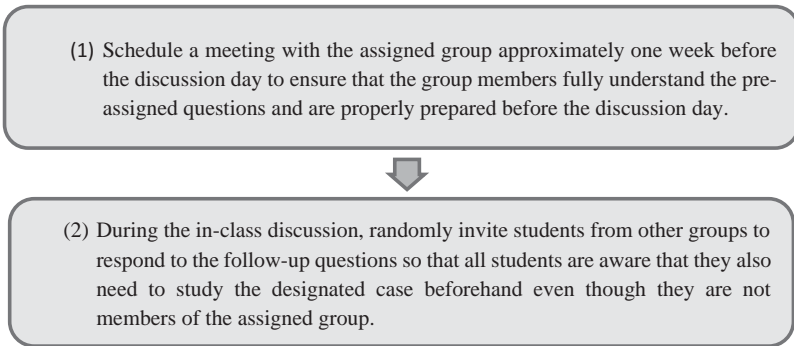 (1) Schedule a meeting with the assigned group approximately one week before
the discussion day to ensure that the group members fully understand the pre-
assigned questions and are properly prepared before the discussion day.
(2) During the in-class discussion, randomly invite students from other groups to
respond to the follow-up questions so that all students are aware that they also
need to study the designated case beforehand even though they are not
members of the assigned group.